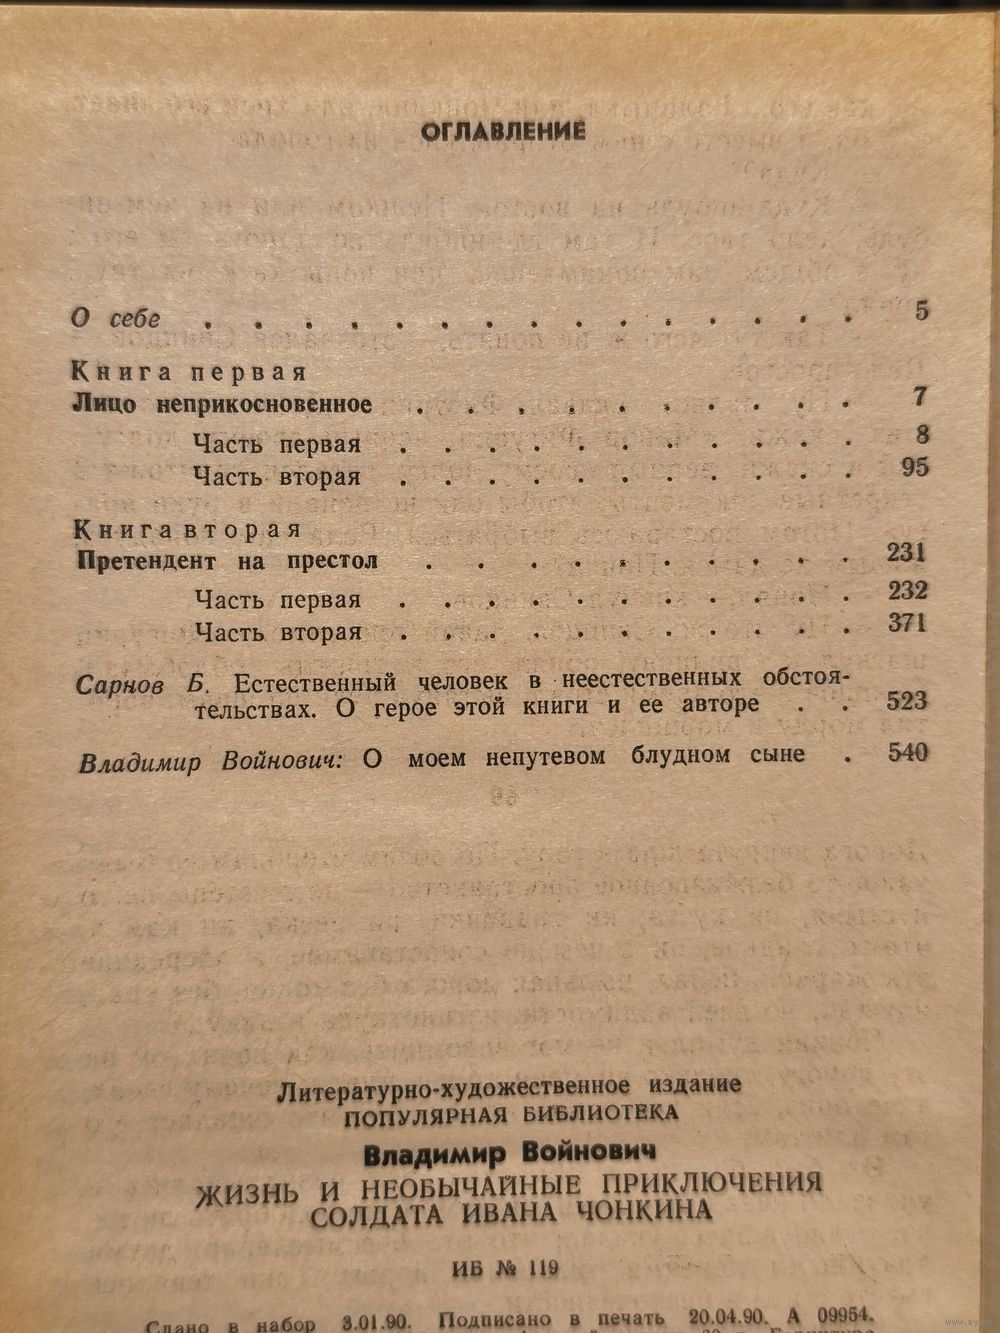 ОГЛАВЛЕНИЕ
О себе . . . . . . . . . . . . . . . 5
Книга первая
Лицо неприкосновенное . . . . . . . . . . 7
Часть первая . . . . . . . . . . . 8
Часть вторая . . . . . . . . . . . 95
Книга вторая
Претендент на престол . . . . . . . . . 231
Часть первая . . . . . . . . . . . 232
Часть вторая . . . . . . . . . . . 371
Сарнов Б. Естественный человек в неестественных обстоя-
тельствах. О герое этой книги и ее авторе . . 523
Владимир Войнович: О моем непутевом блудном сыне . 540
Литературно-художественное издание
ПОПУЛЯРНАЯ БИБЛИОТЕКА
Владимир Войнович
ЖИЗНЬ И НЕОБЫЧАЙНЫЕ ПРИКЛЮЧЕНИЯ
СОЛДАТА ИВАНА ЧОНКИНА
ИБ № 119
Сдано в набор 3.01.90. Подписано в печать 20.04.90. А 09954.